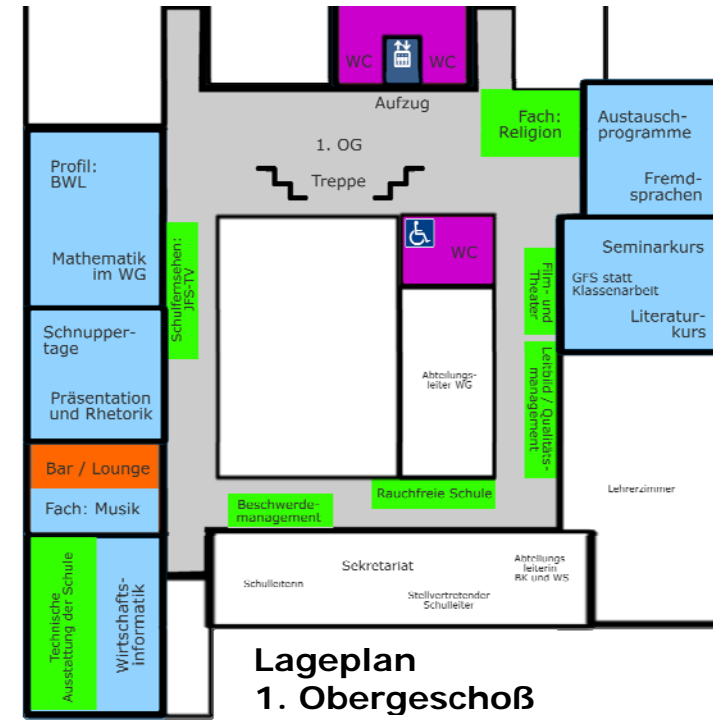 WC
WC
Aufzug
1. OG
Treppe
Fach:
Religion
Austausch-
programme
Fremd-
sprachen
Profil:
BWL
Mathematik
im WG
Schulfernsehen:
JFS-TV
WC
Film- und
Theater
Seminarkurs
GFS statt
Klassenarbeit
Literatur-
kurs
Schnupper-
tage
Präsentation
und Rhetorik
Abteilungs-
leiter WG
Leitbild / Qualitäts-
management
Bar / Lounge
Fach: Musik
Beschwerde-
management
Rauchfreie Schule
Lehrerzimmer
Technische
Ausstattung der Schule
Wirtschafts-
informatik
Schulleiterin
Sekretariat
Stellvertretender
Schulleiter
Abteilungs
leiterin
BK und WS
Lageplan
1. Obergeschoß